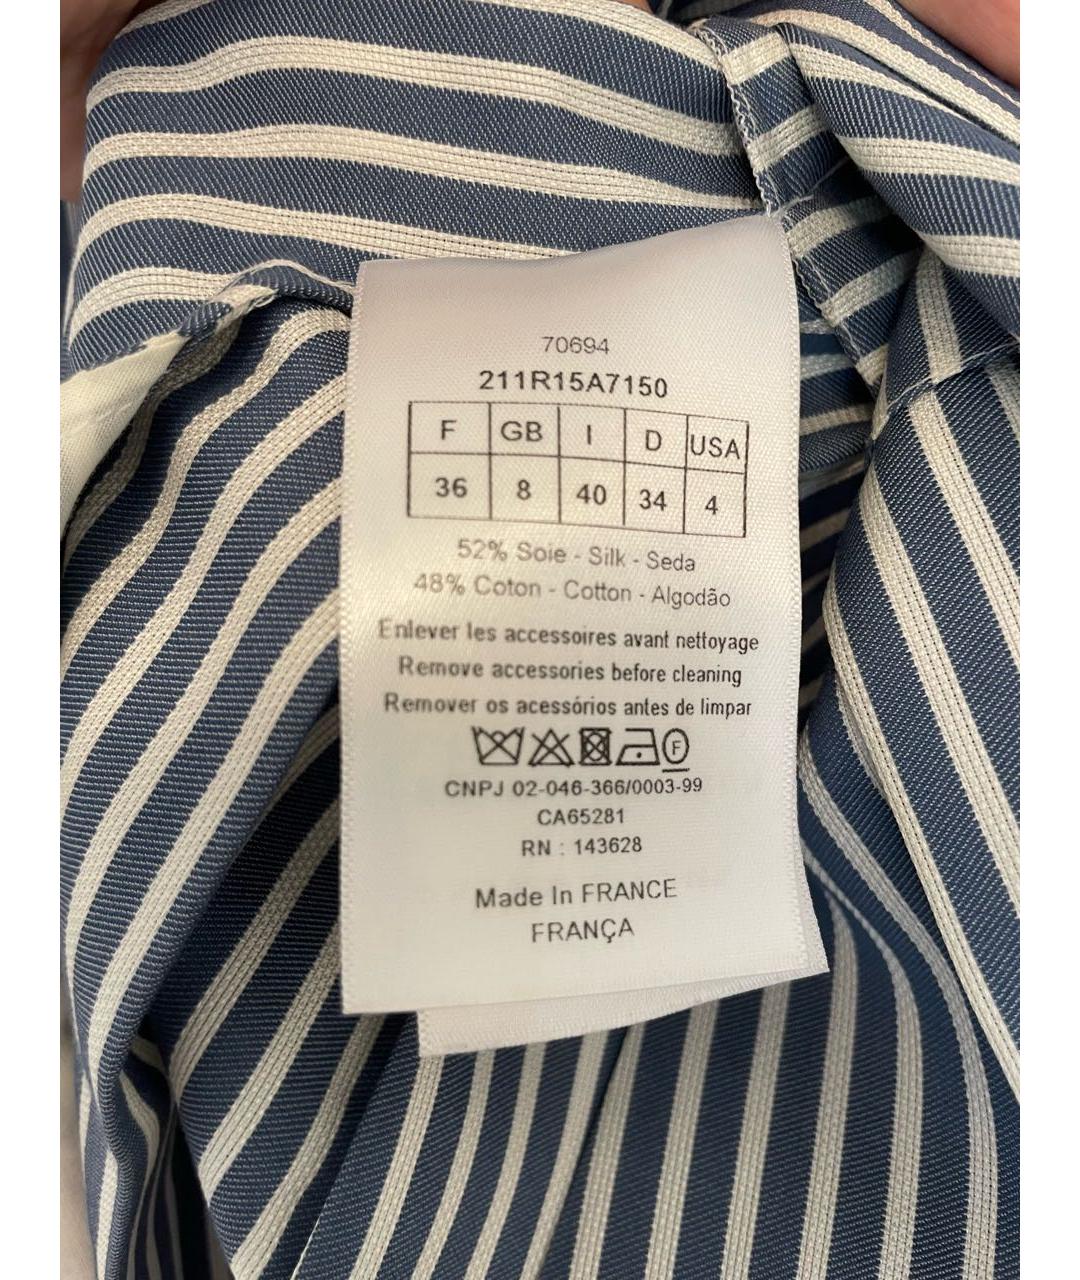 70694
211R15A7150
F GB I D USA
36 8 40 34 4
52% Soie - Silk - Seda
48% Coton - Cotton - Algodão
Enlever les accessoires avant nettoyage
Remove accessories before cleaning
Remover os acessórios antes de limpar
F
CNPJ 02-046-366/0003-99
CA65281
RN : 143628
Made In FRANCE
FRANÇA